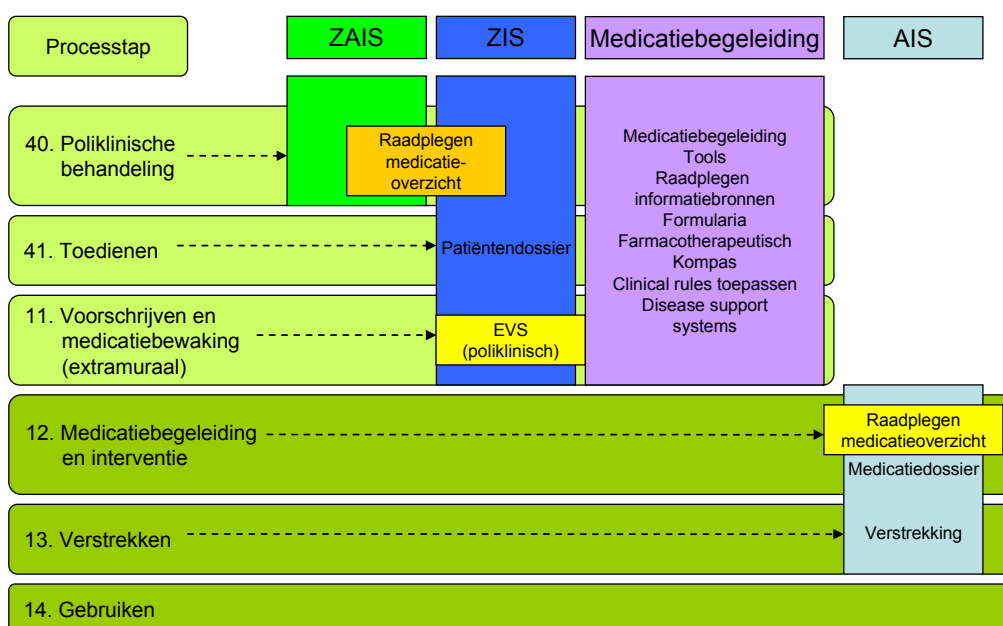 Processtap
ZAIS
ZIS
Medicatiebegeleiding
AIS
40. Poliklinische
behandeling
Raadplegen
medicatie-
overzicht
Medicatiebegeleiding
Tools
Raadplegen
informatiebronnen
Formularia
Farmacotherapeutisch
Kompas
Clinical rules toepassen
Disease support
systems
41. Toedienen
Patiëntendossier
11. Voorschrijven en
medicatiebewaking
(extramuraal)
EVS
(poliklinisch)
12. Medicatiebegeleiding
en interventie
Raadplegen
medicatieoverzicht
Medicatiedossier
13. Verstrekken
Verstrekking
14. Gebruiken